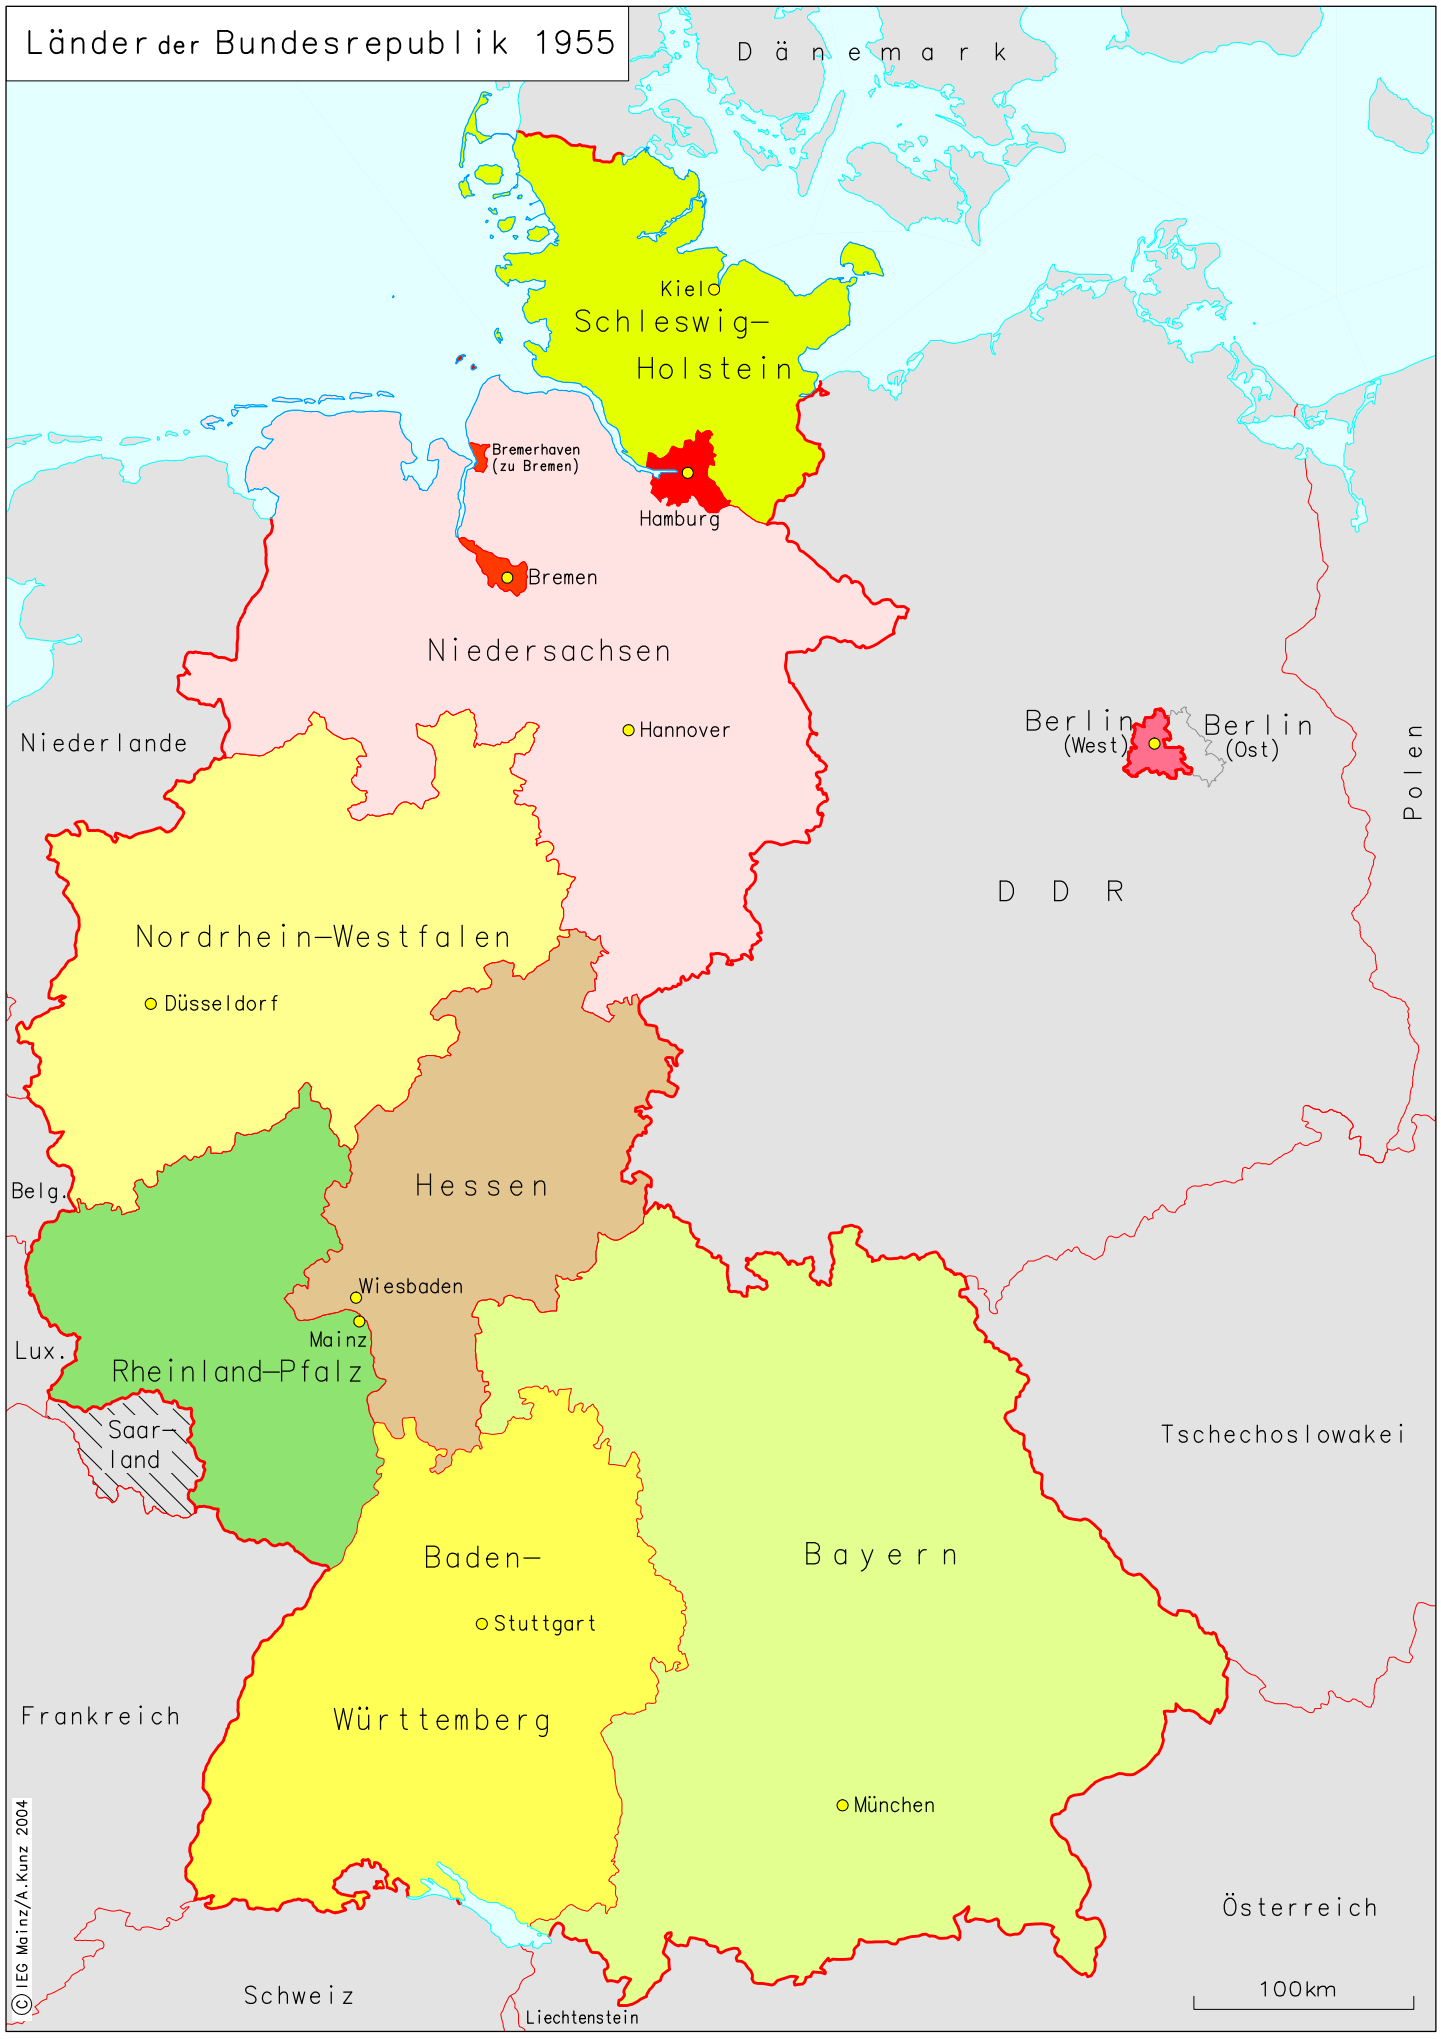 Länder der Bundesrepublik 1955
Dänemark
Kiel
Schleswig-
Holstein
Bremerhaven
(zu Bremen)
Hamburg
Bremen
Niedersachsen
Hannover
Niederlande
Berlin
(West)
Berlin
(Ost)
Polen
DDR
Nordrhein-Westfalen
Düsseldorf
Hessen
Belg.
Wiesbaden
Mainz
Lux.
Rheinland-Pfalz
Saar-
land
Tschechoslowakei
Baden-
Bayern
Stuttgart
Frankreich
Württemberg
München
Österreich
Schweiz
Liechtenstein
100km
© IEG Mainz/A.Kunz 2004